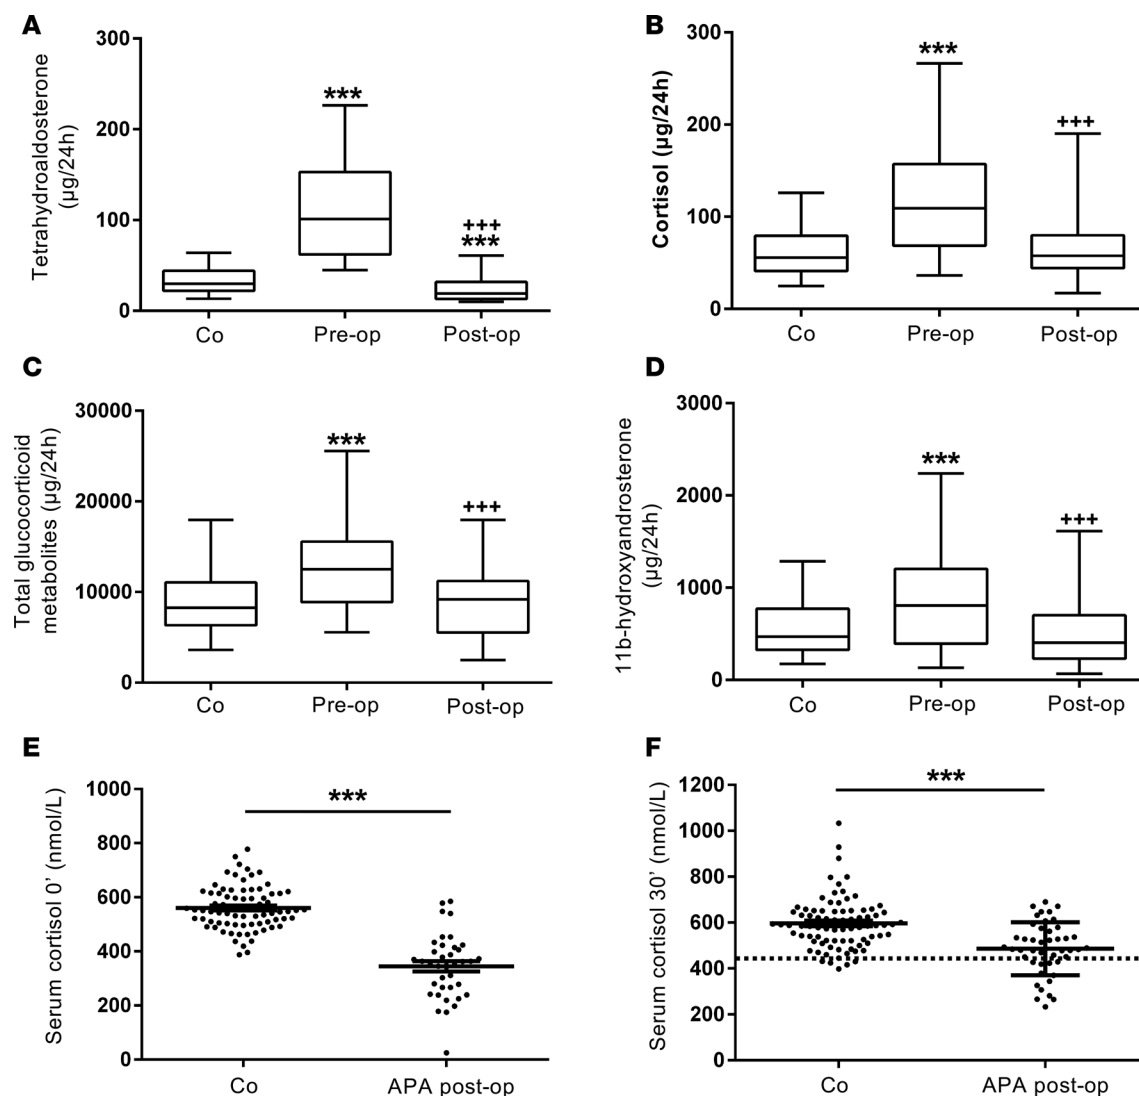 A
Tetrahydroaldosterone
(µg/24h)
300
200
100
0
***
+++
***
Co
Pre-op
Post-op
B
Cortisol (µg/24h)
300
200
100
0
***
+++
Co
Pre-op
Post-op
C
Total glucocorticoid
metabolites (µg/24h)
30000
20000
10000
0
***
+++
Co
Pre-op
Post-op
D
11b-hydroxyandrosterone
(µg/24h)
3000
2000
1000
0
***
+++
Co
Pre-op
Post-op
E
Serum cortisol 0’ (nmol/L)
1000
800
600
400
200
0
***
Co
APA post-op
F
Serum cortisol 30’ (nmol/L)
1200
1000
800
600
400
200
0
***
Co
APA post-op